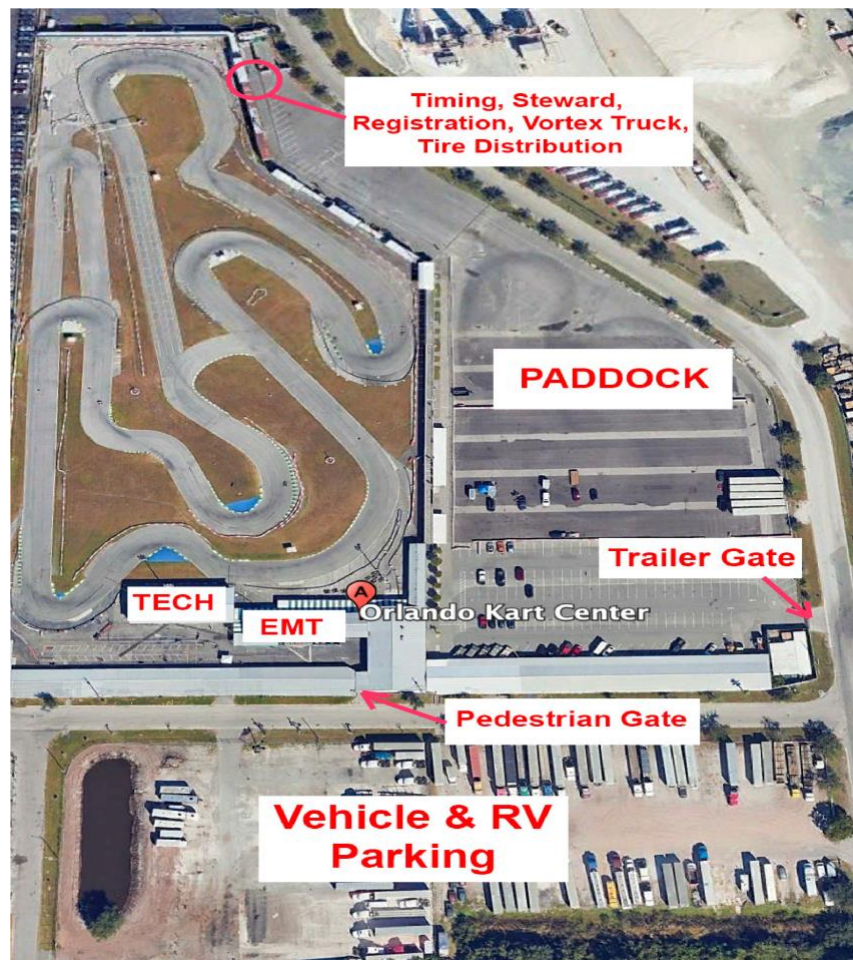 Timing, Steward,
Registration, Vortex Truck,
Tire Distribution
PADDOCK
Trailer Gate
TECH
A
Orlando Kart Center
EMT
Pedestrian Gate
Vehicle & RV
Parking